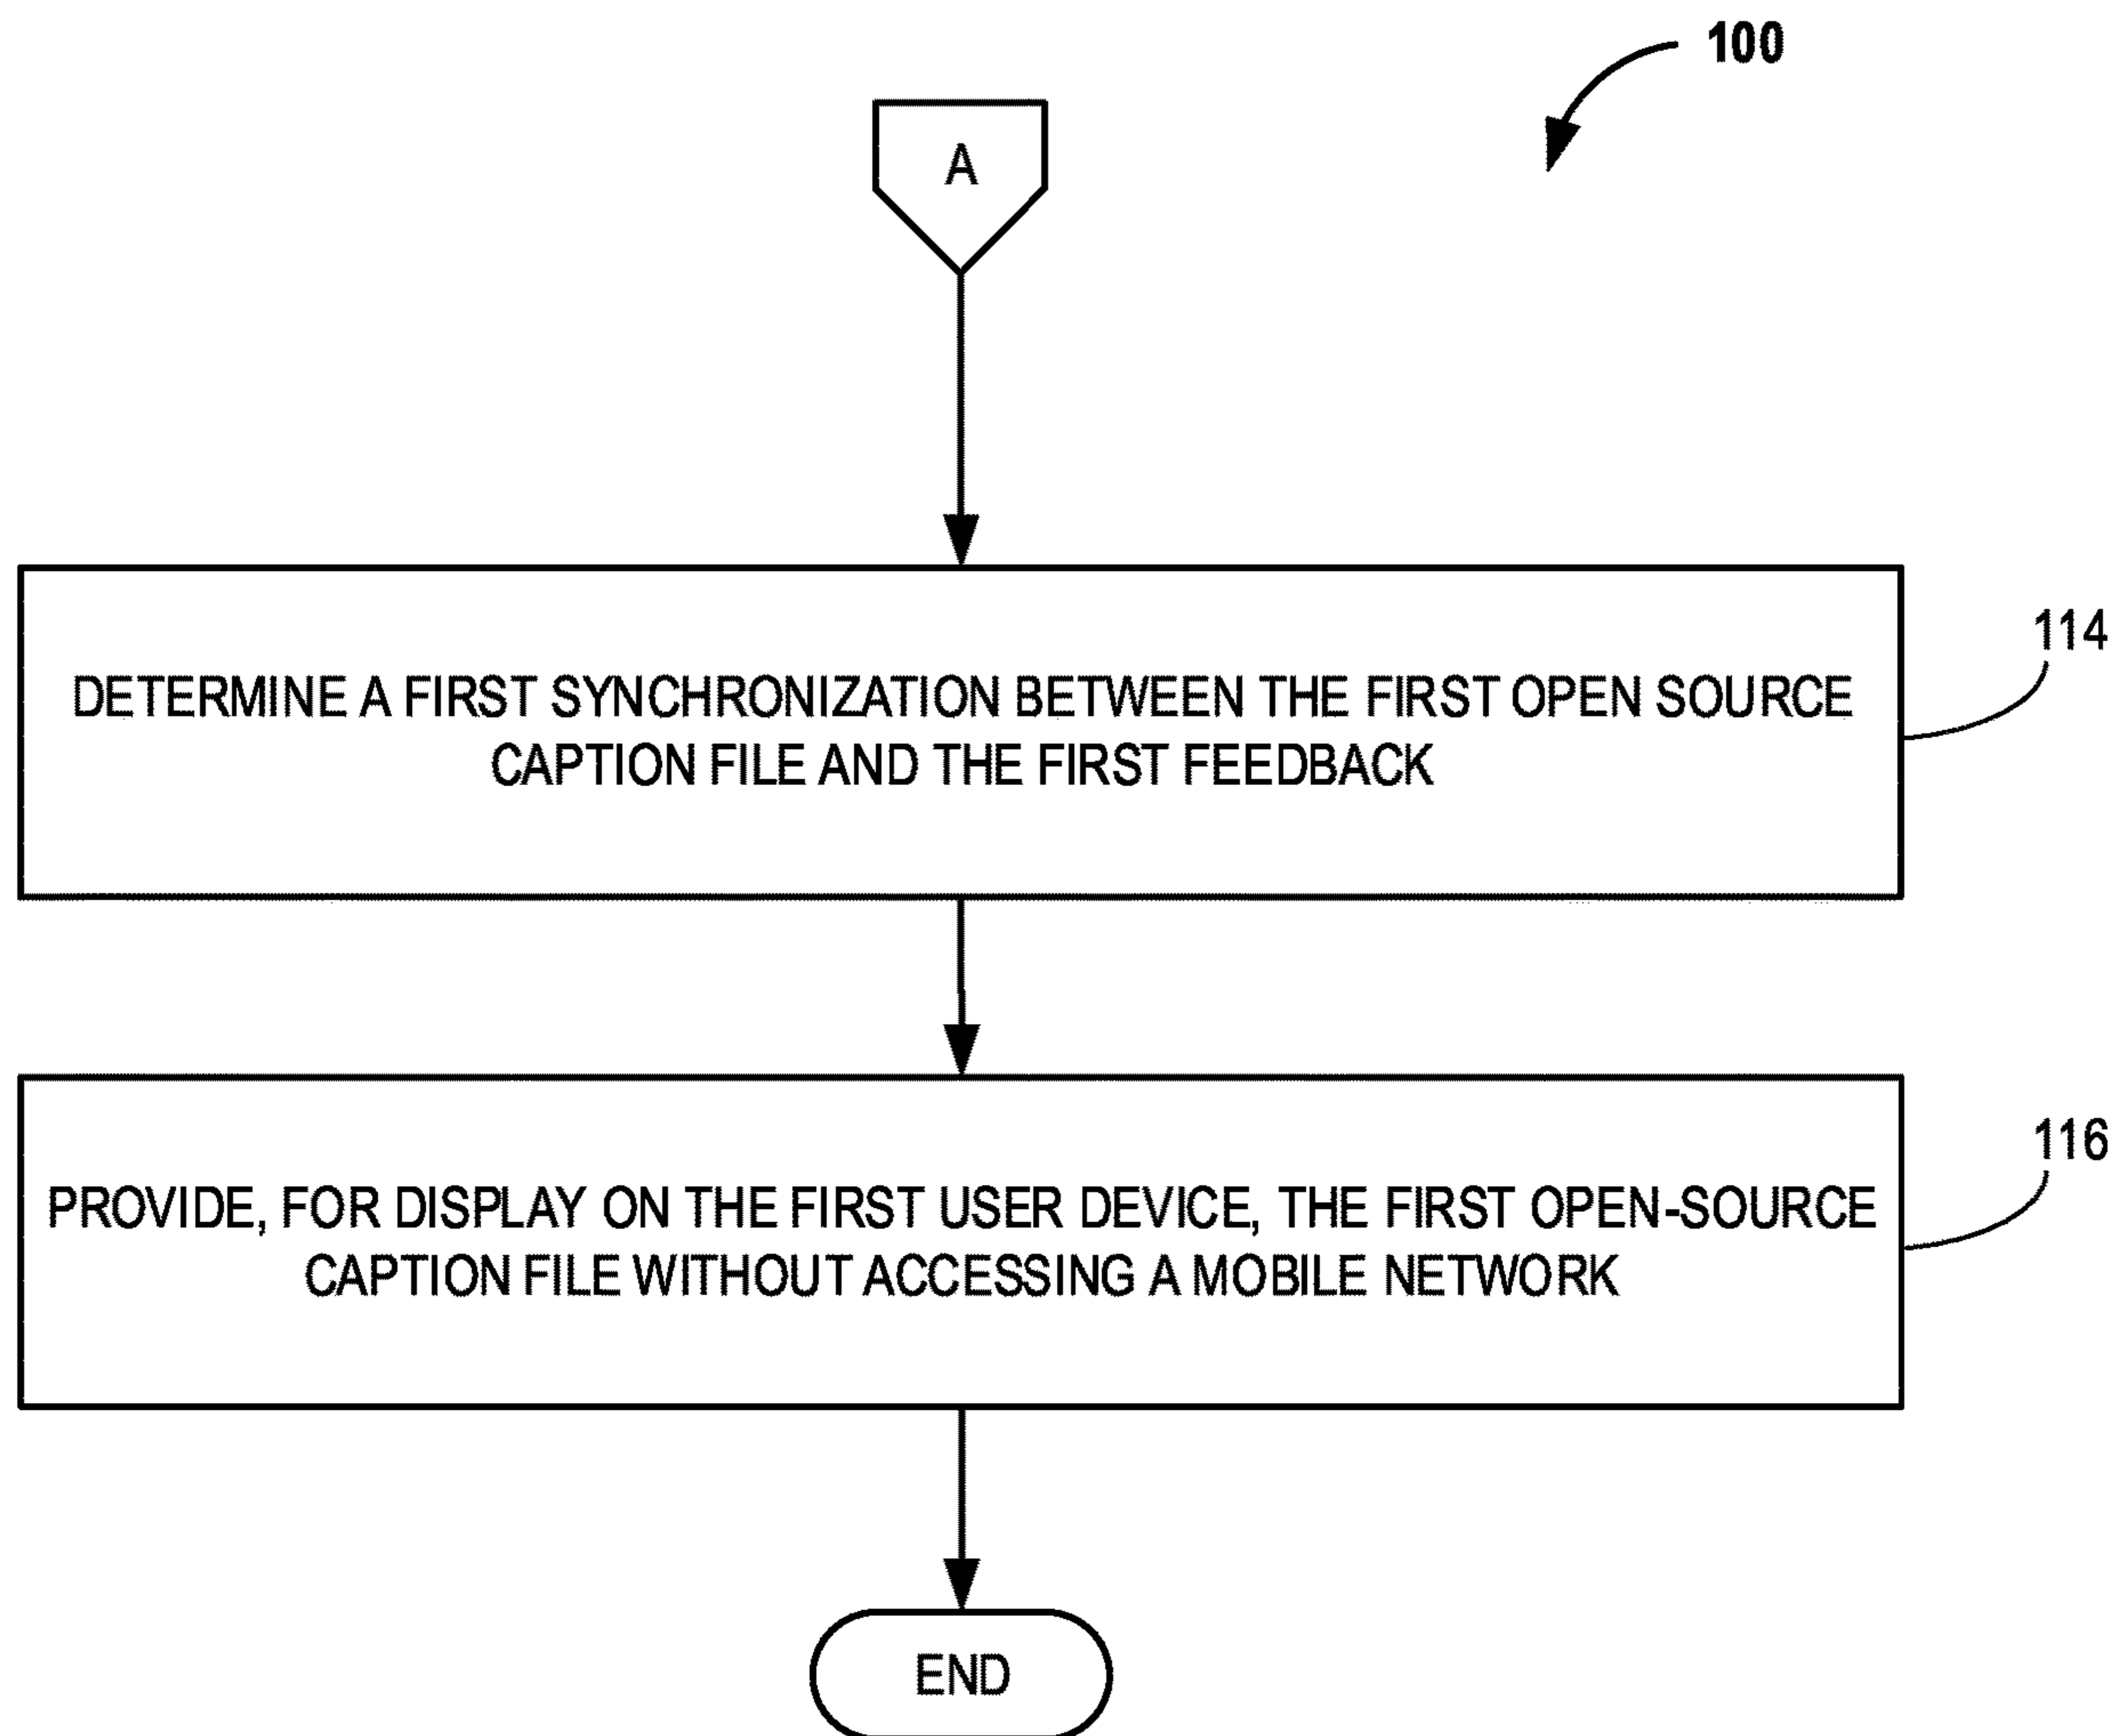 100
A
114
DETERMINE A FIRST SYNCHRONIZATION BETWEEN THE FIRST OPEN SOURCE
CAPTION FILE AND THE FIRST FEEDBACK
116
PROVIDE, FOR DISPLAY ON THE FIRST USER DEVICE, THE FIRST OPEN-SOURCE
CAPTION FILE WITHOUT ACCESSING A MOBILE NETWORK
END